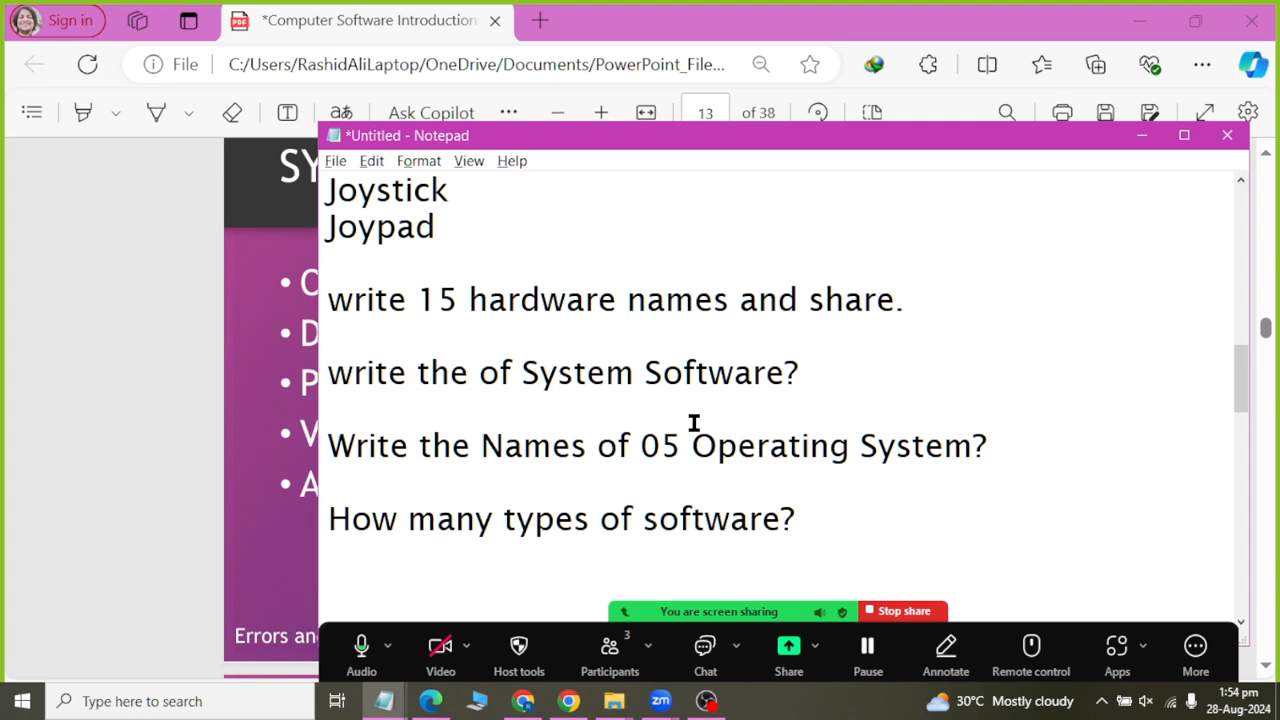 Sign in
*Computer Software Introduction
File
C:/Users/RashidAliLaptop/OneDrive/Documents/PowerPoint_File...
Ask Copilot
13 of 38
*Untitled - Notepad
File Edit Format View Help
SY
• O
• D
• P
• V
• A
Errors an
Joystick
Joypad
write 15 hardware names and share.
write the of System Software?
Write the Names of 05 Operating System?
How many types of software?
You are screen sharing
Stop share
3
Audio Video Host tools Participants Chat Share Pause Annotate Remote control Apps More
Type here to search
zm
30°C Mostly cloudy
1:54 pm
28-Aug-2024